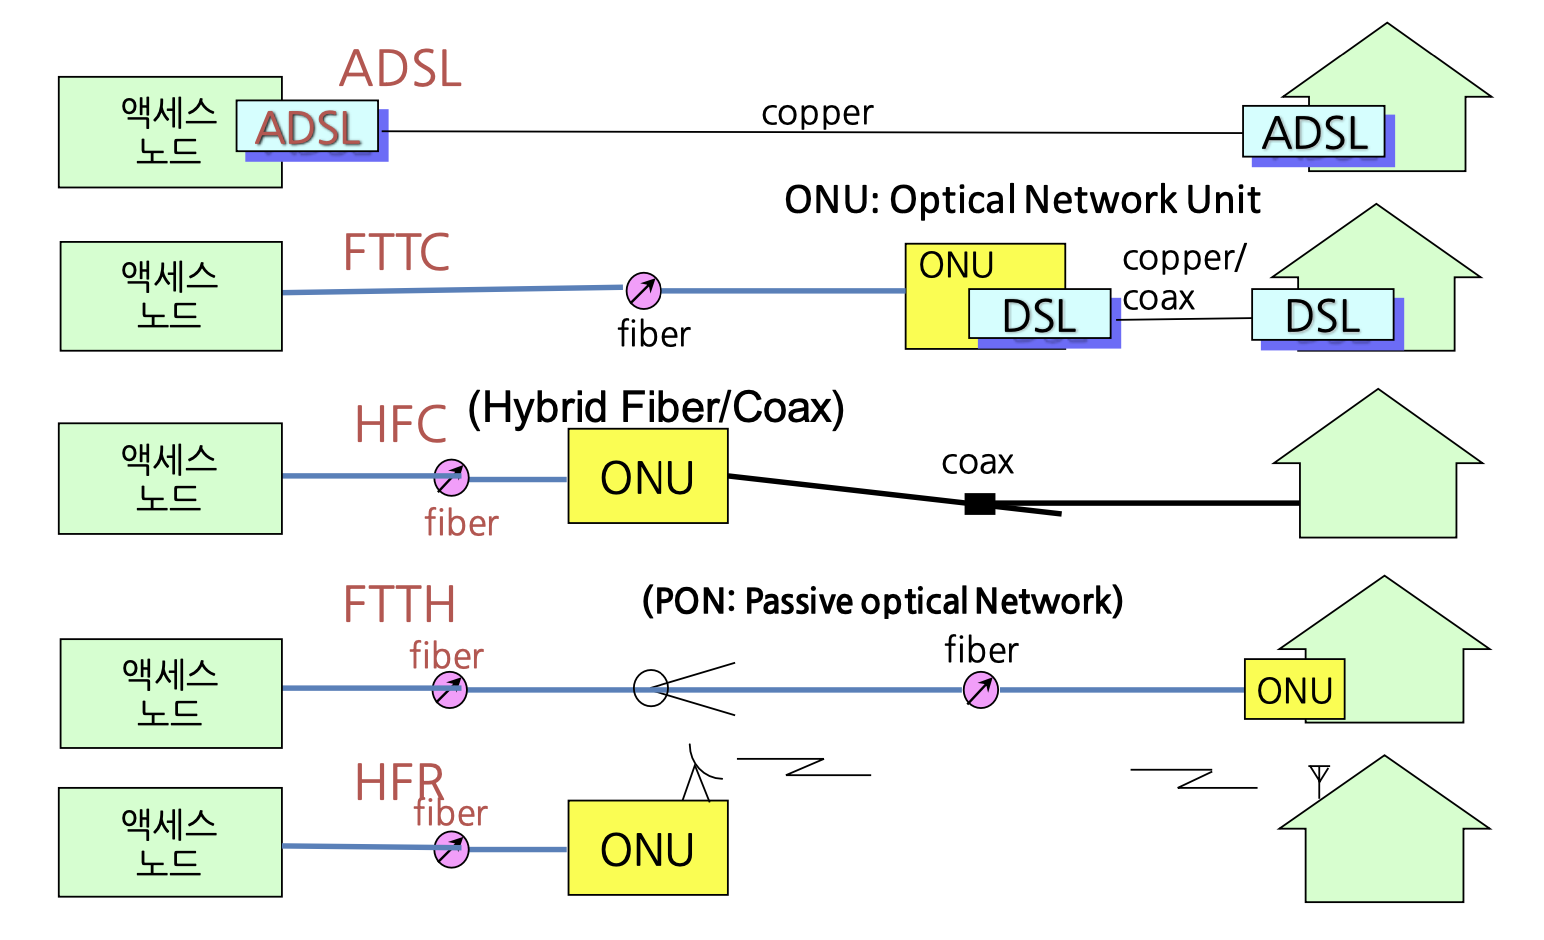 ADSL
액세스
노드
ADSL
copper
ADSL
ONU: Optical Network Unit
FTTC
액세스
노드
fiber
ONU
DSL
copper/
coax
DSL
(Hybrid Fiber/Coax)
HFC
액세스
노드
fiber
ONU
coax
FTTH
(PON: Passive optical Network)
액세스
노드
fiber
fiber
ONU
HFR
액세스
노드
fiber
ONU